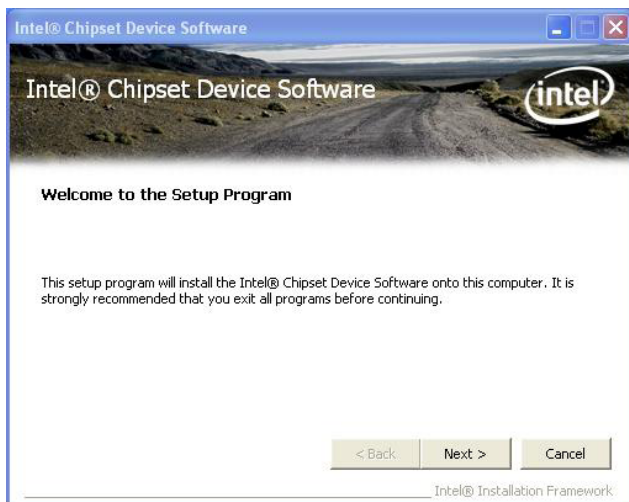 Intel® Chipset Device Software
Intel® Chipset Device Software
intel
Welcome to the Setup Program
This setup program will install the Intel® Chipset Device Software onto this computer. It is
strongly recommended that you exit all programs before continuing.
< Back Next > Cancel
Intel® Installation Framework